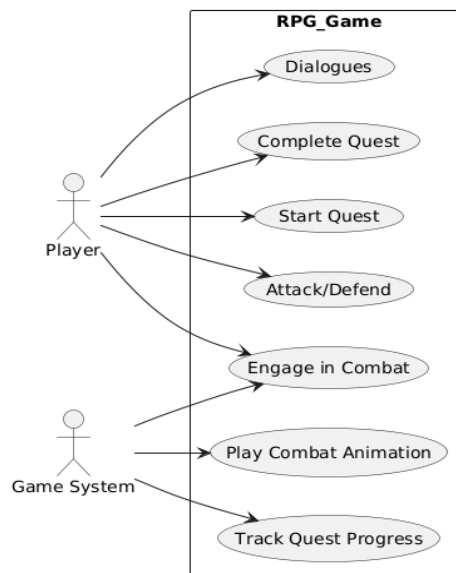 RPG_Game
Dialogues
Complete Quest
Start Quest
Player
Attack/Defend
Engage in Combat
Play Combat Animation
Game System
Track Quest Progress